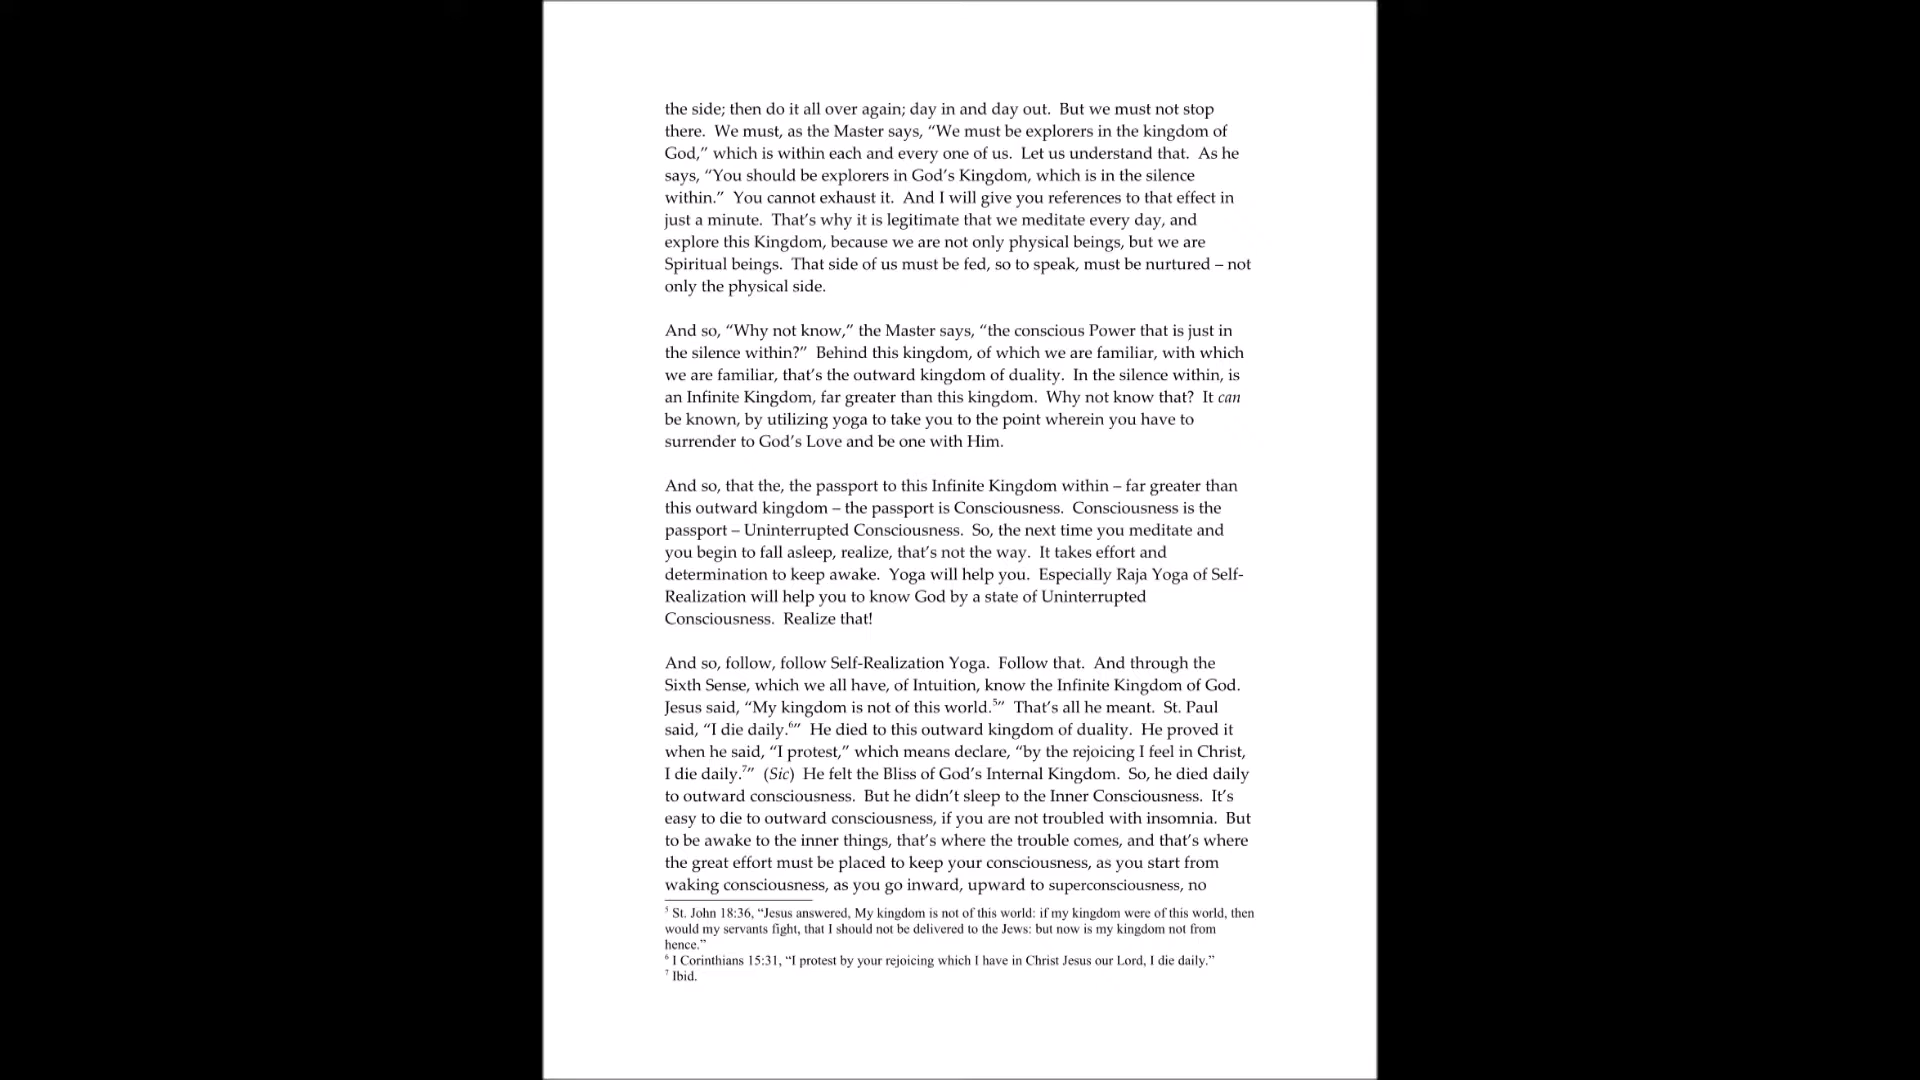 the side; then do it all over again; day in and day out.  But we must not stop
there.  We must, as the Master says, “We must be explorers in the kingdom of
God,” which is within each and every one of us.  Let us understand that.  As he
says, “You should be explorers in God’s Kingdom, which is in the silence
within.”  You cannot exhaust it.  And I will give you references to that effect in
just a minute.  That’s why it is legitimate that we meditate every day, and
explore this Kingdom, because we are not only physical beings, but we are
Spiritual beings.  That side of us must be fed, so to speak, must be nurtured – not
only the physical side.
And so, “Why not know,” the Master says, “the conscious Power that is just in
the silence within?”  Behind this kingdom, of which we are familiar, with which
we are familiar, that’s the outward kingdom of duality.  In the silence within, is
an Infinite Kingdom, far greater than this kingdom.  Why not know that?  It can
be known, by utilizing yoga to take you to the point wherein you have to
surrender to God’s Love and be one with Him.
And so, that the, the passport to this Infinite Kingdom within – far greater than
this outward kingdom – the passport is Consciousness.  Consciousness is the
passport – Uninterrupted Consciousness.  So, the next time you meditate and
you begin to fall asleep, realize, that’s not the way.  It takes effort and
determination to keep awake.  Yoga will help you.  Especially Raja Yoga of Self-
Realization will help you to know God by a state of Uninterrupted
Consciousness.  Realize that!
And so, follow, follow Self-Realization Yoga.  Follow that.  And through the
Sixth Sense, which we all have, of Intuition, know the Infinite Kingdom of God.
Jesus said, “My kingdom is not of this world.⁵”  That’s all he meant.  St. Paul
said, “I die daily.⁶”  He died to this outward kingdom of duality.  He proved it
when he said, “I protest,” which means declare, “by the rejoicing I feel in Christ,
I die daily.⁷”  (Sic)  He felt the Bliss of God’s Internal Kingdom.  So, he died daily
to outward consciousness.  But he didn’t sleep to the Inner Consciousness.  It’s
easy to die to outward consciousness, if you are not troubled with insomnia.  But
to be awake to the inner things, that’s where the trouble comes, and that’s where
the great effort must be placed to keep your consciousness, as you start from
waking consciousness, as you go inward, upward to superconsciousness, no
⁵ St. John 18:36, “Jesus answered, My kingdom is not of this world: if my kingdom were of this world, then
would my servants fight, that I should not be delivered to the Jews: but now is my kingdom not from
hence.”
⁶ I Corinthians 15:31, “I protest by your rejoicing which I have in Christ Jesus our Lord, I die daily.”
⁷ Ibid.